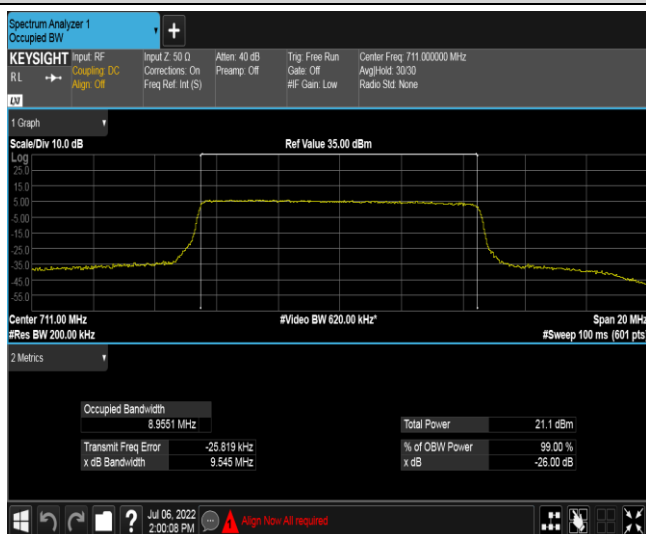 Spectrum Analyzer 1
Occupied BW
+
KEYSIGHT Input: RF Input Z: 50 Ω Atten: 40 dB Trig: Free Run Center Freq: 711.000000 MHz
RL Coupling: DC Corrections: On Preamp: Off Gate: Off Avg|Hold: 30/30
Align: Off Freq Ref: Int (S) #IF Gain: Low Radio Std: None
LXI
1 Graph
Scale/Div 10.0 dB Ref Value 35.00 dBm
Log
25.0
15.0
5.00
-5.00
-15.0
-25.0
-35.0
-45.0
-55.0
Center 711.00 MHz #Video BW 620.00 kHz* Span 20 MHz
#Res BW 200.00 kHz #Sweep 100 ms (601 pts)
2 Metrics
Occupied Bandwidth
8.9551 MHz Total Power 21.1 dBm
Transmit Freq Error -25.819 kHz % of OBW Power 99.00 %
x dB Bandwidth 9.545 MHz x dB -26.00 dB
? Jul 06, 2022
2:00:08 PM Align Now All required